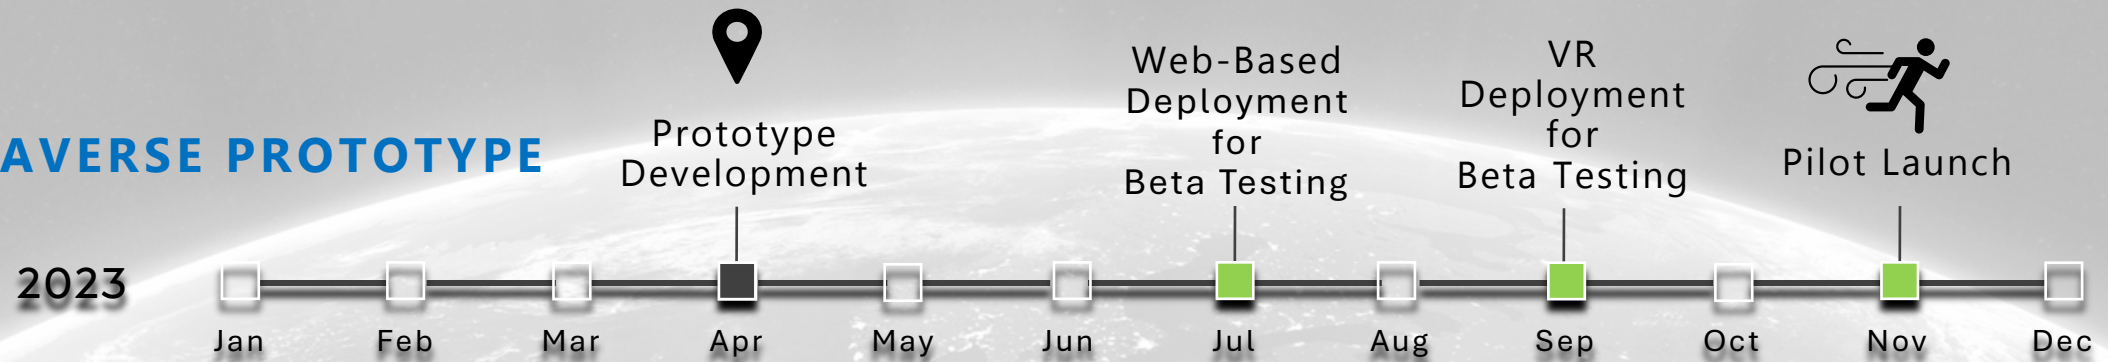 AVERSE PROTOTYPE
Prototype
Development
Web-Based
Deployment
for
Beta Testing
VR
Deployment
for
Beta Testing
Pilot Launch
2023
Jan Feb Mar Apr May Jun Jul Aug Sep Oct Nov Dec